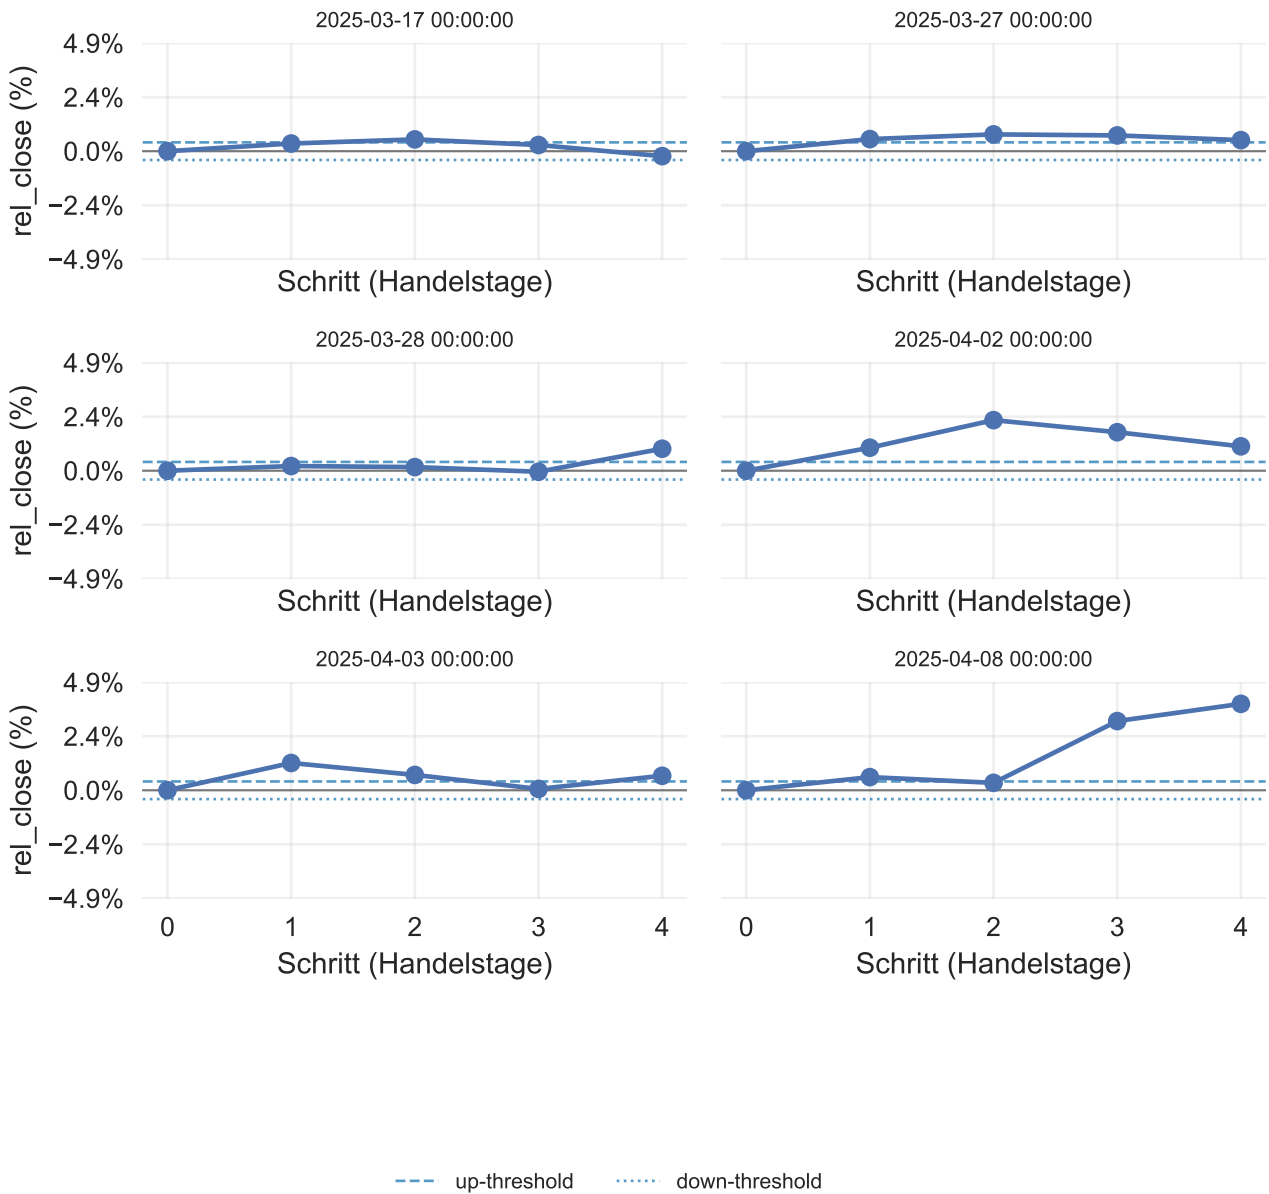 2025-03-17 00:00:00
2025-03-27 00:00:00
rel_close (%)
4.9%
2.4%
0.0%
−2.4%
−4.9%
Schritt (Handelstage)
Schritt (Handelstage)
2025-03-28 00:00:00
2025-04-02 00:00:00
rel_close (%)
4.9%
2.4%
0.0%
−2.4%
−4.9%
Schritt (Handelstage)
Schritt (Handelstage)
2025-04-03 00:00:00
2025-04-08 00:00:00
rel_close (%)
4.9%
2.4%
0.0%
−2.4%
−4.9%
0 1 2 3 4
0 1 2 3 4
Schritt (Handelstage)
Schritt (Handelstage)
up-threshold
down-threshold